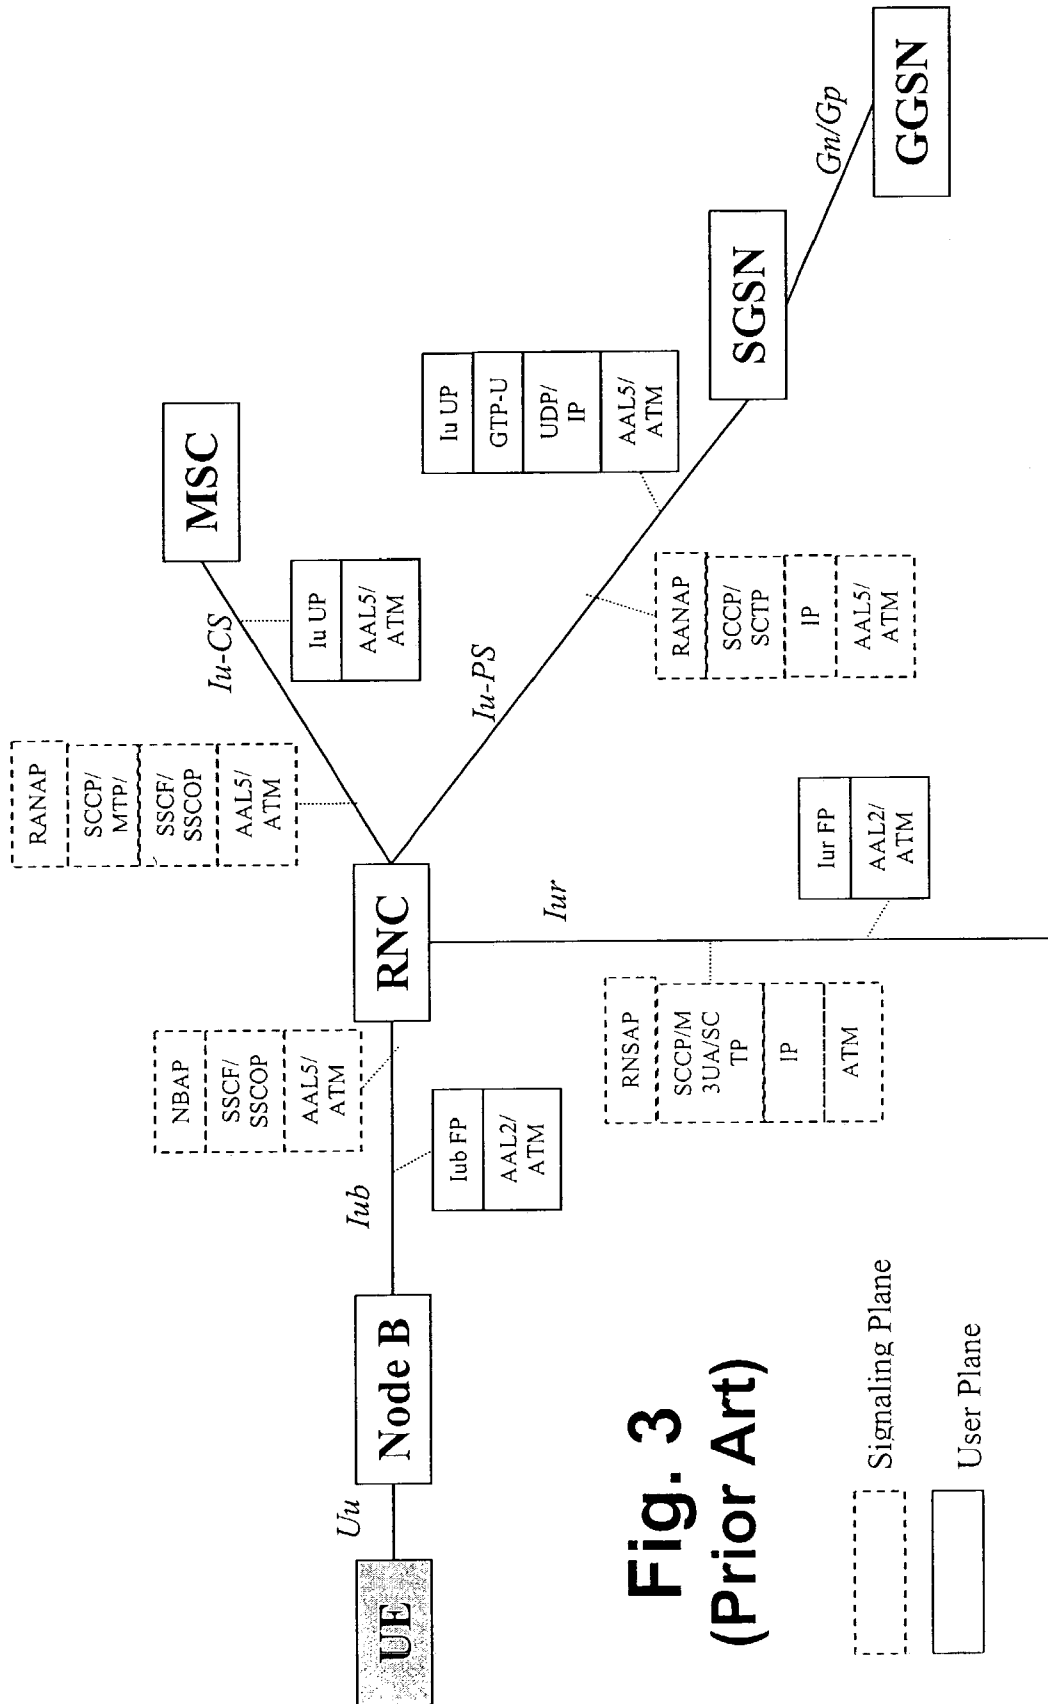 RANAP
SCCP/
MTP/
SSCF/
SSCOP
AAL5/
ATM
Iu-CS
MSC
Iu UP
AAL5/
ATM
NBAP
SSCF/
SSCOP
AAL5/
ATM
UE
Uu
Node B
Iub
RNC
Iub FP
AAL2/
ATM
Iu-PS
Iu UP
GTP-U
UDP/
IP
AAL5/
ATM
RANAP
SCCP/
SCTP
IP
AAL5/
ATM
SGSN
Gn/Gp
GGSN
Iur
RNSAP
SCCP/M
3UA/SC
TP
IP
ATM
Iur FP
AAL2/
ATM
Fig. 3
(Prior Art)
Signaling Plane
User Plane